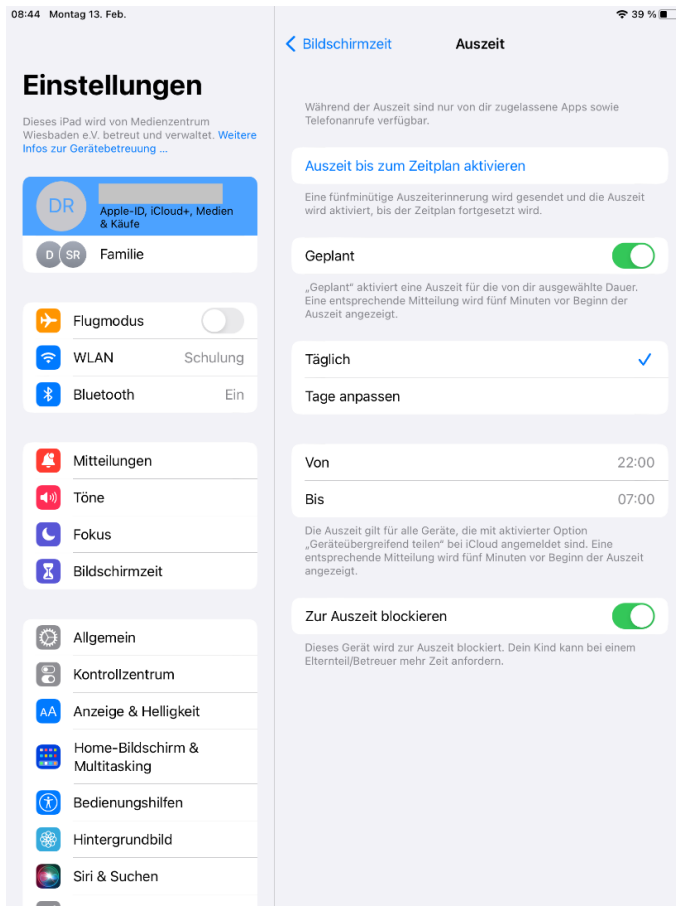 08:44 Montag 13. Feb.
39 %
Einstellungen
Dieses iPad wird von Medienzentrum
Wiesbaden e.V. betreut und verwaltet. Weitere
Infos zur Gerätebetreuung ...
DR
Apple-ID, iCloud+, Medien
& Käufe
D SR Familie
Flugmodus
WLAN Schulung
Bluetooth Ein
Mitteilungen
Töne
Fokus
Bildschirmzeit
Allgemein
Kontrollzentrum
AA Anzeige & Helligkeit
Home-Bildschirm &
Multitasking
Bedienungshilfen
Hintergrundbild
Siri & Suchen
Bildschirmzeit
Auszeit
Während der Auszeit sind nur von dir zugelassene Apps sowie
Telefonanrufe verfügbar.
Auszeit bis zum Zeitplan aktivieren
Eine fünfminütige Auszeiterinnerung wird gesendet und die Auszeit
wird aktiviert, bis der Zeitplan fortgesetzt wird.
Geplant
„Geplant“ aktiviert eine Auszeit für die von dir ausgewählte Dauer.
Eine entsprechende Mitteilung wird fünf Minuten vor Beginn der
Auszeit angezeigt.
Täglich
Tage anpassen
Von 22:00
Bis 07:00
Die Auszeit gilt für alle Geräte, die mit aktivierter Option
„Geräteübergreifend teilen“ bei iCloud angemeldet sind. Eine
entsprechende Mitteilung wird fünf Minuten vor Beginn der Auszeit
angezeigt.
Zur Auszeit blockieren
Dieses Gerät wird zur Auszeit blockiert. Dein Kind kann bei einem
Elternteil/Betreuer mehr Zeit anfordern.